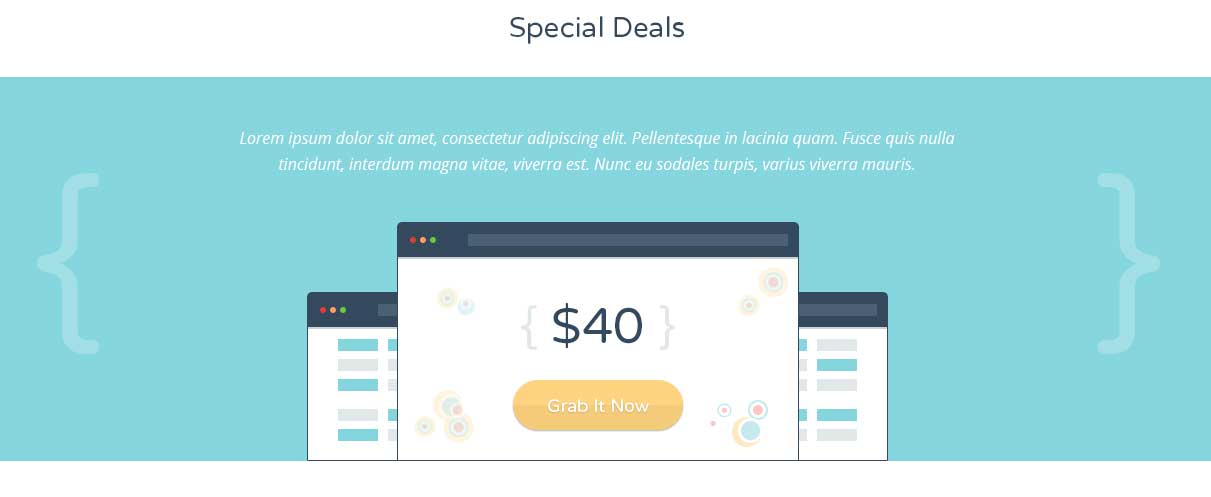 Special Deals
Lorem ipsum dolor sit amet, consectetur adipiscing elit. Pellentesque in lacinia quam. Fusce quis nulla
tincidunt, interdum magna vitae, viverra est. Nunc eu sodales turpis, varius viverra mauris.
{ }
{ $40 }
Grab It Now